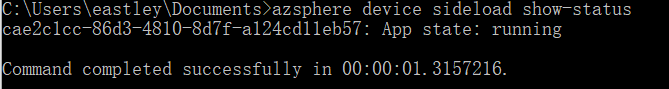 C:\Users\eastley\Documents>azsphere device sideload show-status
cae2c1cc-86d3-4810-8d7f-a124cd11eb57: App state: running
Command completed successfully in 00:00:01.3157216.